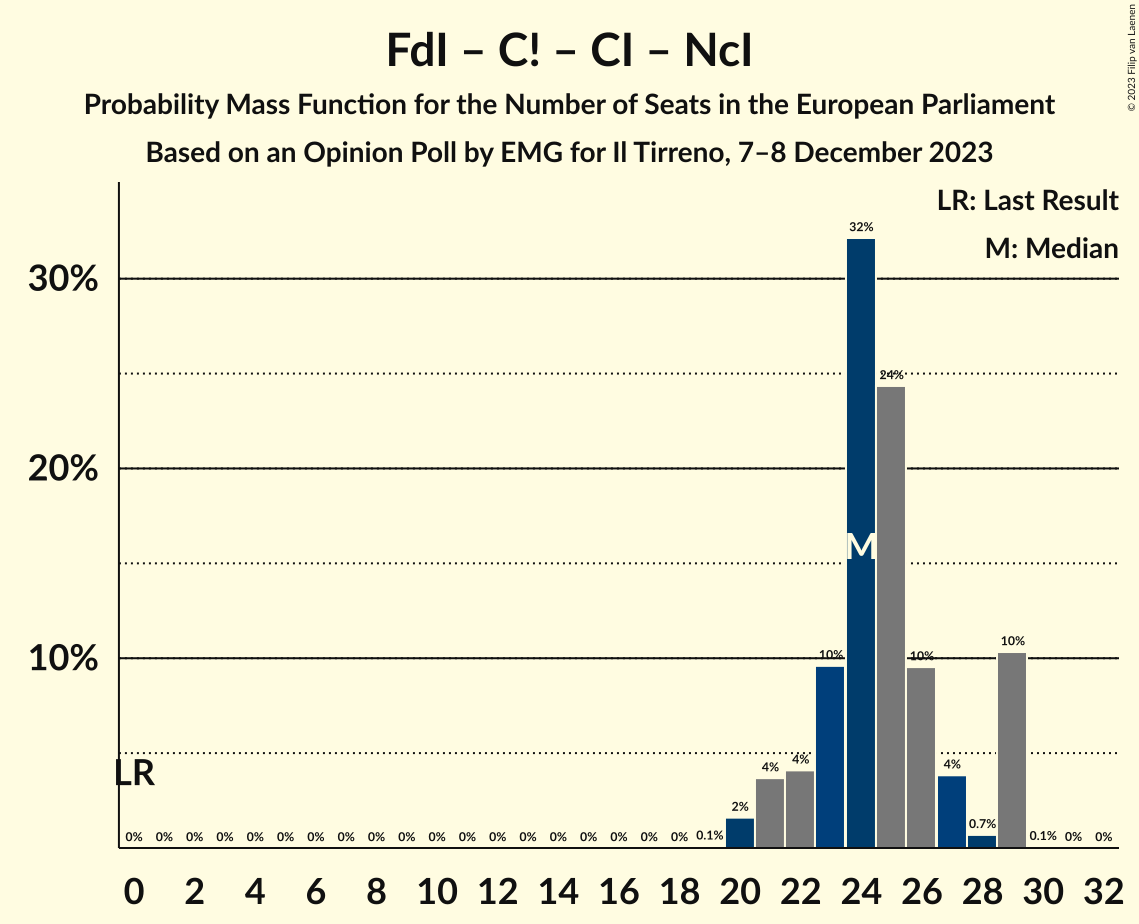 FdI – C! – CI – NcI
Probability Mass Function for the Number of Seats in the European Parliament
Based on an Opinion Poll by EMG for Il Tirreno, 7–8 December 2023
© 2023 Filip van Laenen
LR: Last Result
M: Median
32%
30%
24%
20%
M
10%
10%
10%
10%
LR
4%
4%
4%
2%
0% 0% 0% 0% 0% 0% 0% 0% 0% 0% 0% 0% 0% 0% 0% 0% 0% 0% 0% 0.1% 0.7% 0.1% 0% 0%
0 2 4 6 8 10 12 14 16 18 20 22 24 26 28 30 32